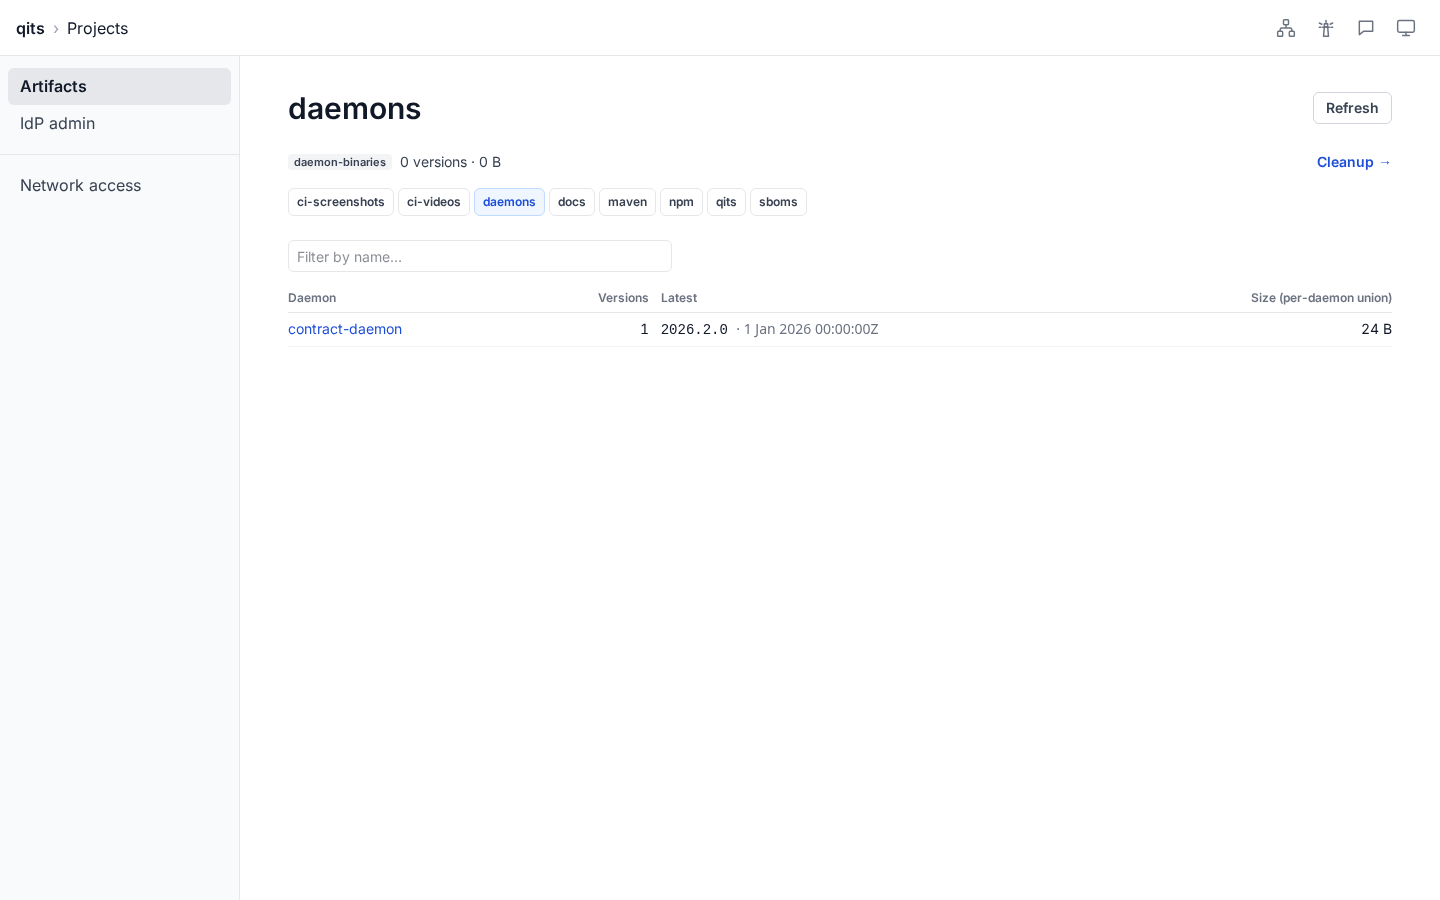 qits › Projects
Artifacts
IdP admin
Network access
daemons
Refresh
daemon-binaries 0 versions · 0 B
Cleanup →
ci-screenshots ci-videos daemons docs maven npm qits sboms
Filter by name...
Daemon Versions Latest Size (per-daemon union)
contract-daemon 1 2026.2.0 · 1 Jan 2026 00:00:00Z 24 B